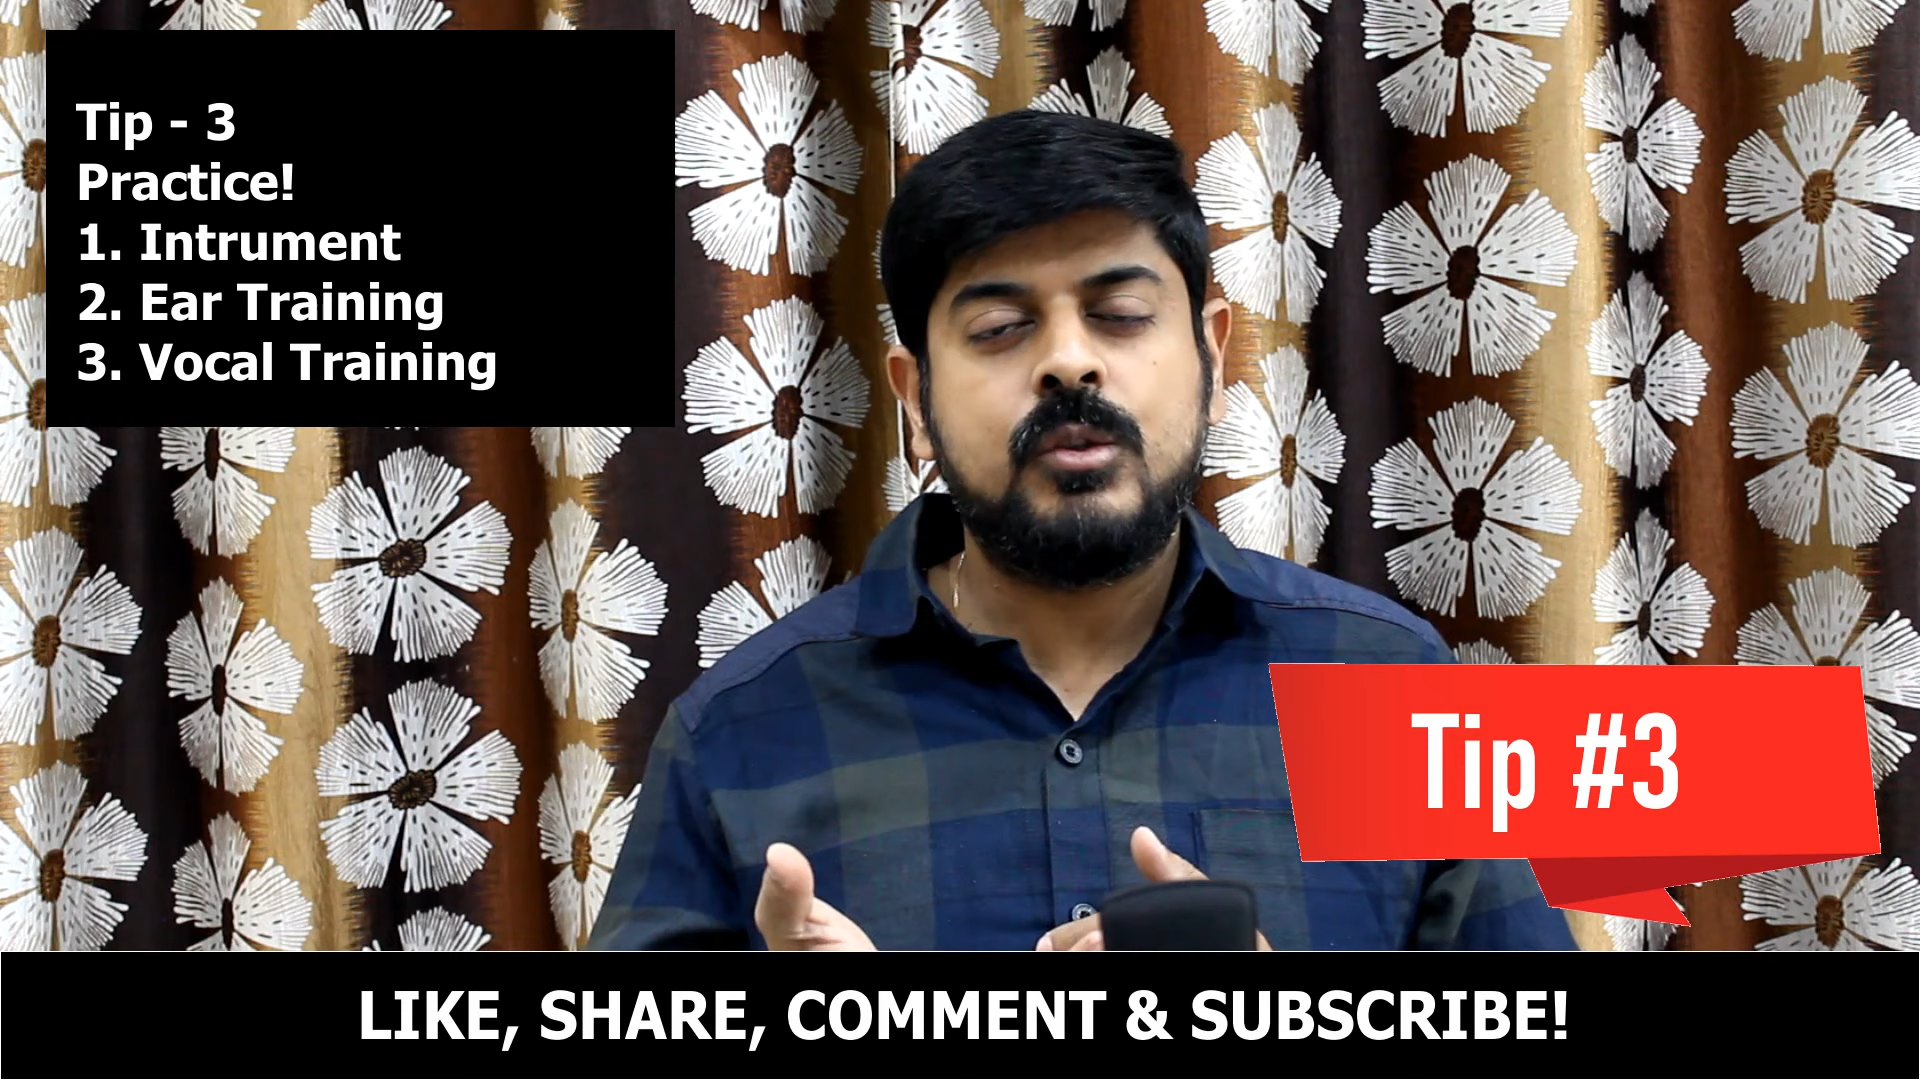 Tip - 3
Practice!
1. Intrument
2. Ear Training
3. Vocal Training
Tip #3
LIKE, SHARE, COMMENT & SUBSCRIBE!